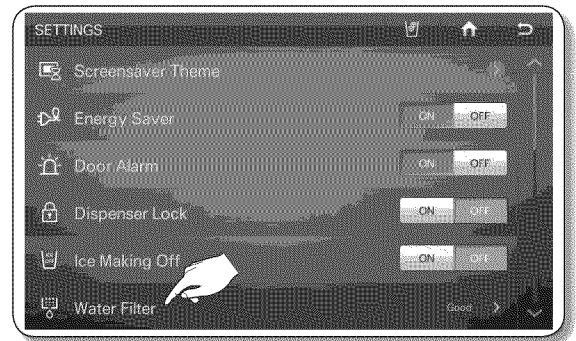 SETTINGS
Screensaver Theme
Energy Saver ON OFF
Door Alarm ON OFF
Dispenser Lock ON OFF
Ice Making Off ON OFF
Water Filter Good